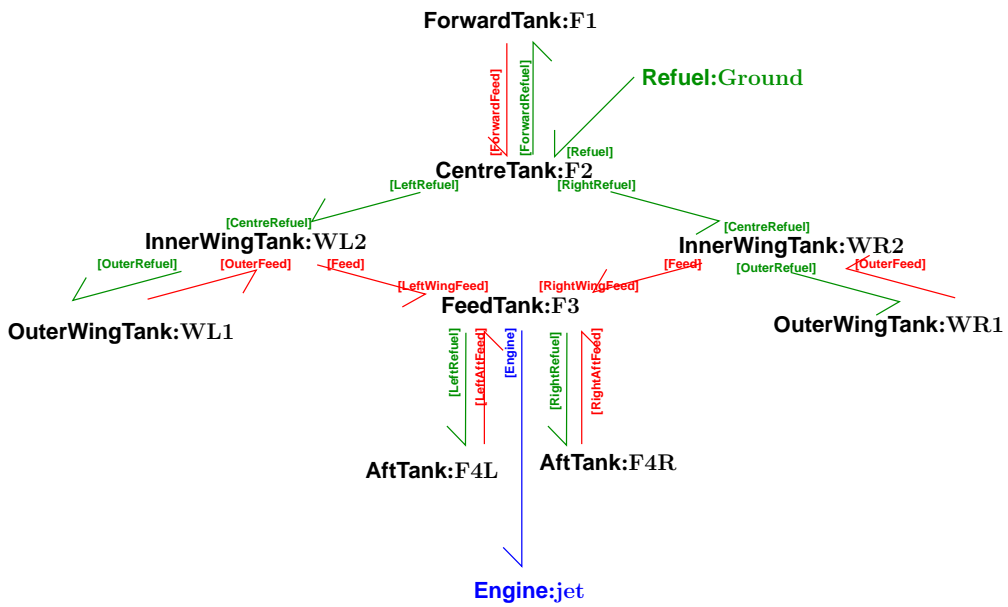 ForwardTank:F1
[ForwardFeed]
[ForwardRefuel]
Refuel:Ground
[Refuel]
CentreTank:F2
[LeftRefuel]
[RightRefuel]
[CentreRefuel]
[CentreRefuel]
InnerWingTank:WL2
InnerWingTank:WR2
[OuterRefuel]
[OuterFeed]
[Feed]
[Feed]
[OuterRefuel]
[OuterFeed]
[LeftWingFeed]
[RightWingFeed]
FeedTank:F3
OuterWingTank:WL1
OuterWingTank:WR1
[LeftRefuel]
[LeftAftFeed]
[Engine]
[RightRefuel]
[RightAftFeed]
AftTank:F4L
AftTank:F4R
Engine:jet